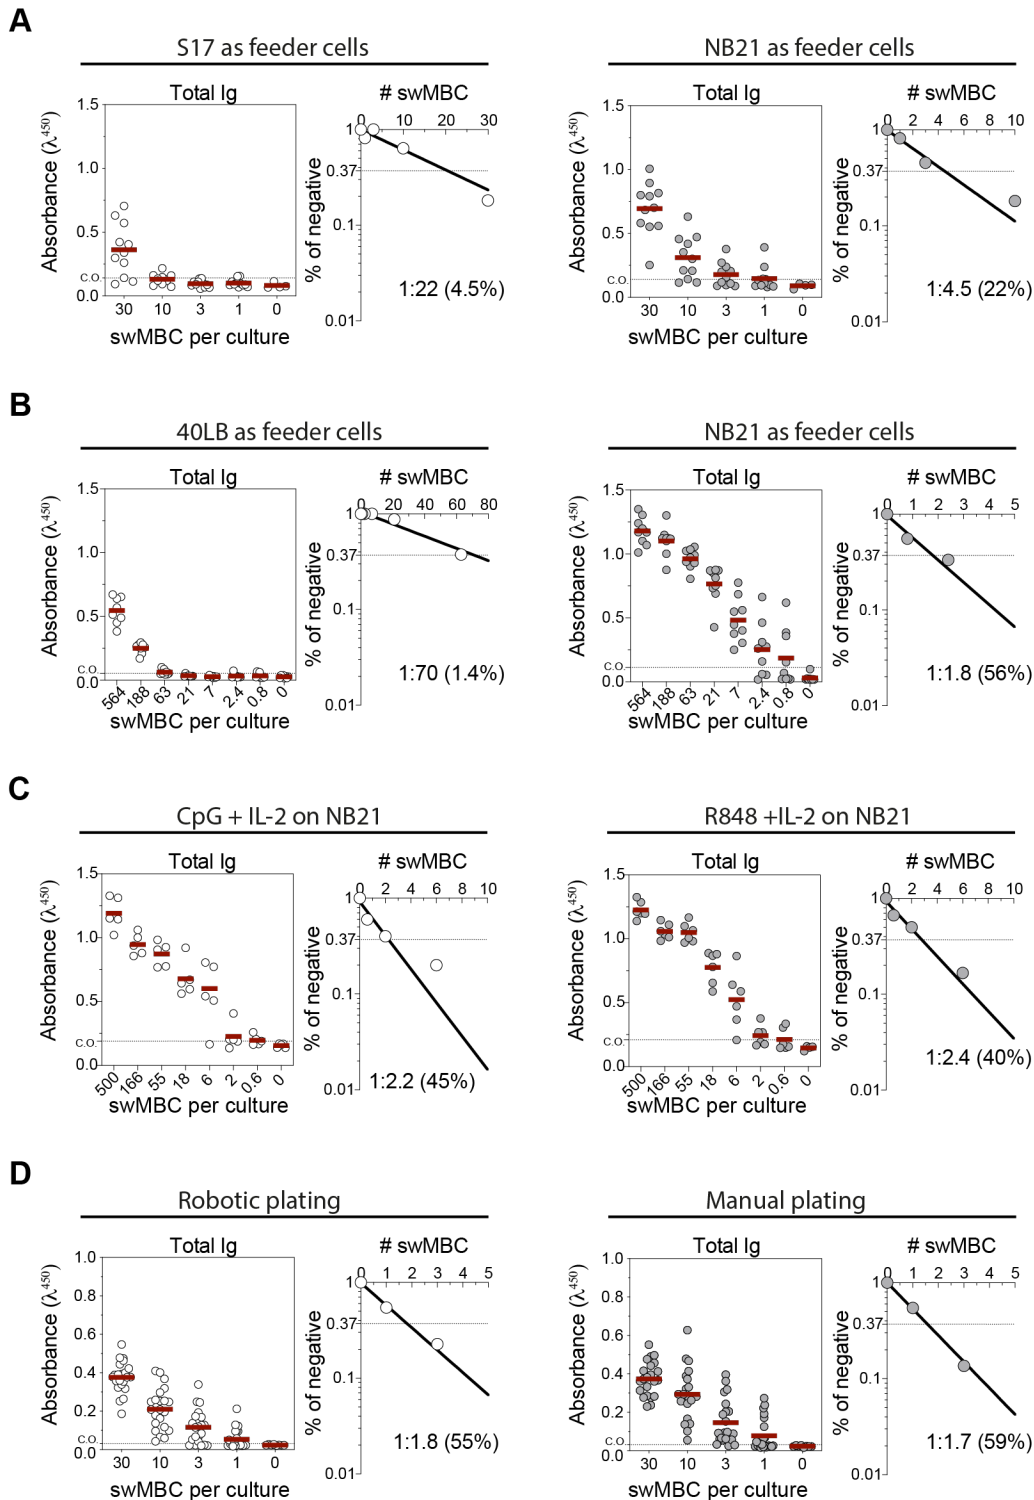 A
S17 as feeder cells
NB21 as feeder cells
Total Ig
# swMBC
Total Ig
# swMBC
0 10 20 30
0 2 4 6 8 10
Absorbance (λ450)
1.5
1.0
0.5
c.o.
0.0
30 10 3 1 0
swMBC per culture
% of negative
1
0.37
0.1
0.01
1:22 (4.5%)
Absorbance (λ450)
1.5
1.0
0.5
c.o.
0.0
30 10 3 1 0
swMBC per culture
% of negative
1
0.37
0.1
0.01
1:4.5 (22%)
B
40LB as feeder cells
NB21 as feeder cells
Total Ig
# swMBC
Total Ig
# swMBC
0 20 40 60 80
0 1 2 3 4 5
Absorbance (λ450)
1.5
1.0
0.5
c.o.
0.0
564 188 63 21 7 2.4 0.8 0
swMBC per culture
% of negative
1
0.37
0.1
0.01
1:70 (1.4%)
Absorbance (λ450)
1.5
1.0
0.5
c.o.
0.0
564 188 63 21 7 2.4 0.8 0
swMBC per culture
% of negative
1
0.37
0.1
0.01
1:1.8 (56%)
C
CpG + IL-2 on NB21
R848 +IL-2 on NB21
Total Ig
# swMBC
Total Ig
# swMBC
0 2 4 6 8 10
0 2 4 6 8 10
Absorbance (λ450)
1.5
1.0
0.5
c.o.
0.0
500 166 55 18 6 2 0.6 0
swMBC per culture
% of negative
1
0.37
0.1
0.01
1:2.2 (45%)
Absorbance (λ450)
1.5
1.0
0.5
c.o.
0.0
500 166 55 18 6 2 0.6 0
swMBC per culture
% of negative
1
0.37
0.1
0.01
1:2.4 (40%)
D
Robotic plating
Manual plating
Total Ig
# swMBC
Total Ig
# swMBC
0 1 2 3 4 5
0 1 2 3 4 5
Absorbance (λ450)
1.0
0.8
0.6
0.4
0.2
c.o.
0.0
30 10 3 1 0
swMBC per culture
% of negative
1
0.37
0.1
0.01
1:1.8 (55%)
Absorbance (λ450)
1.0
0.8
0.6
0.4
0.2
c.o
0.0
30 10 3 1 0
swMBC per culture
% of negative
1
0.37
0.1
0.01
1:1.7 (59%)